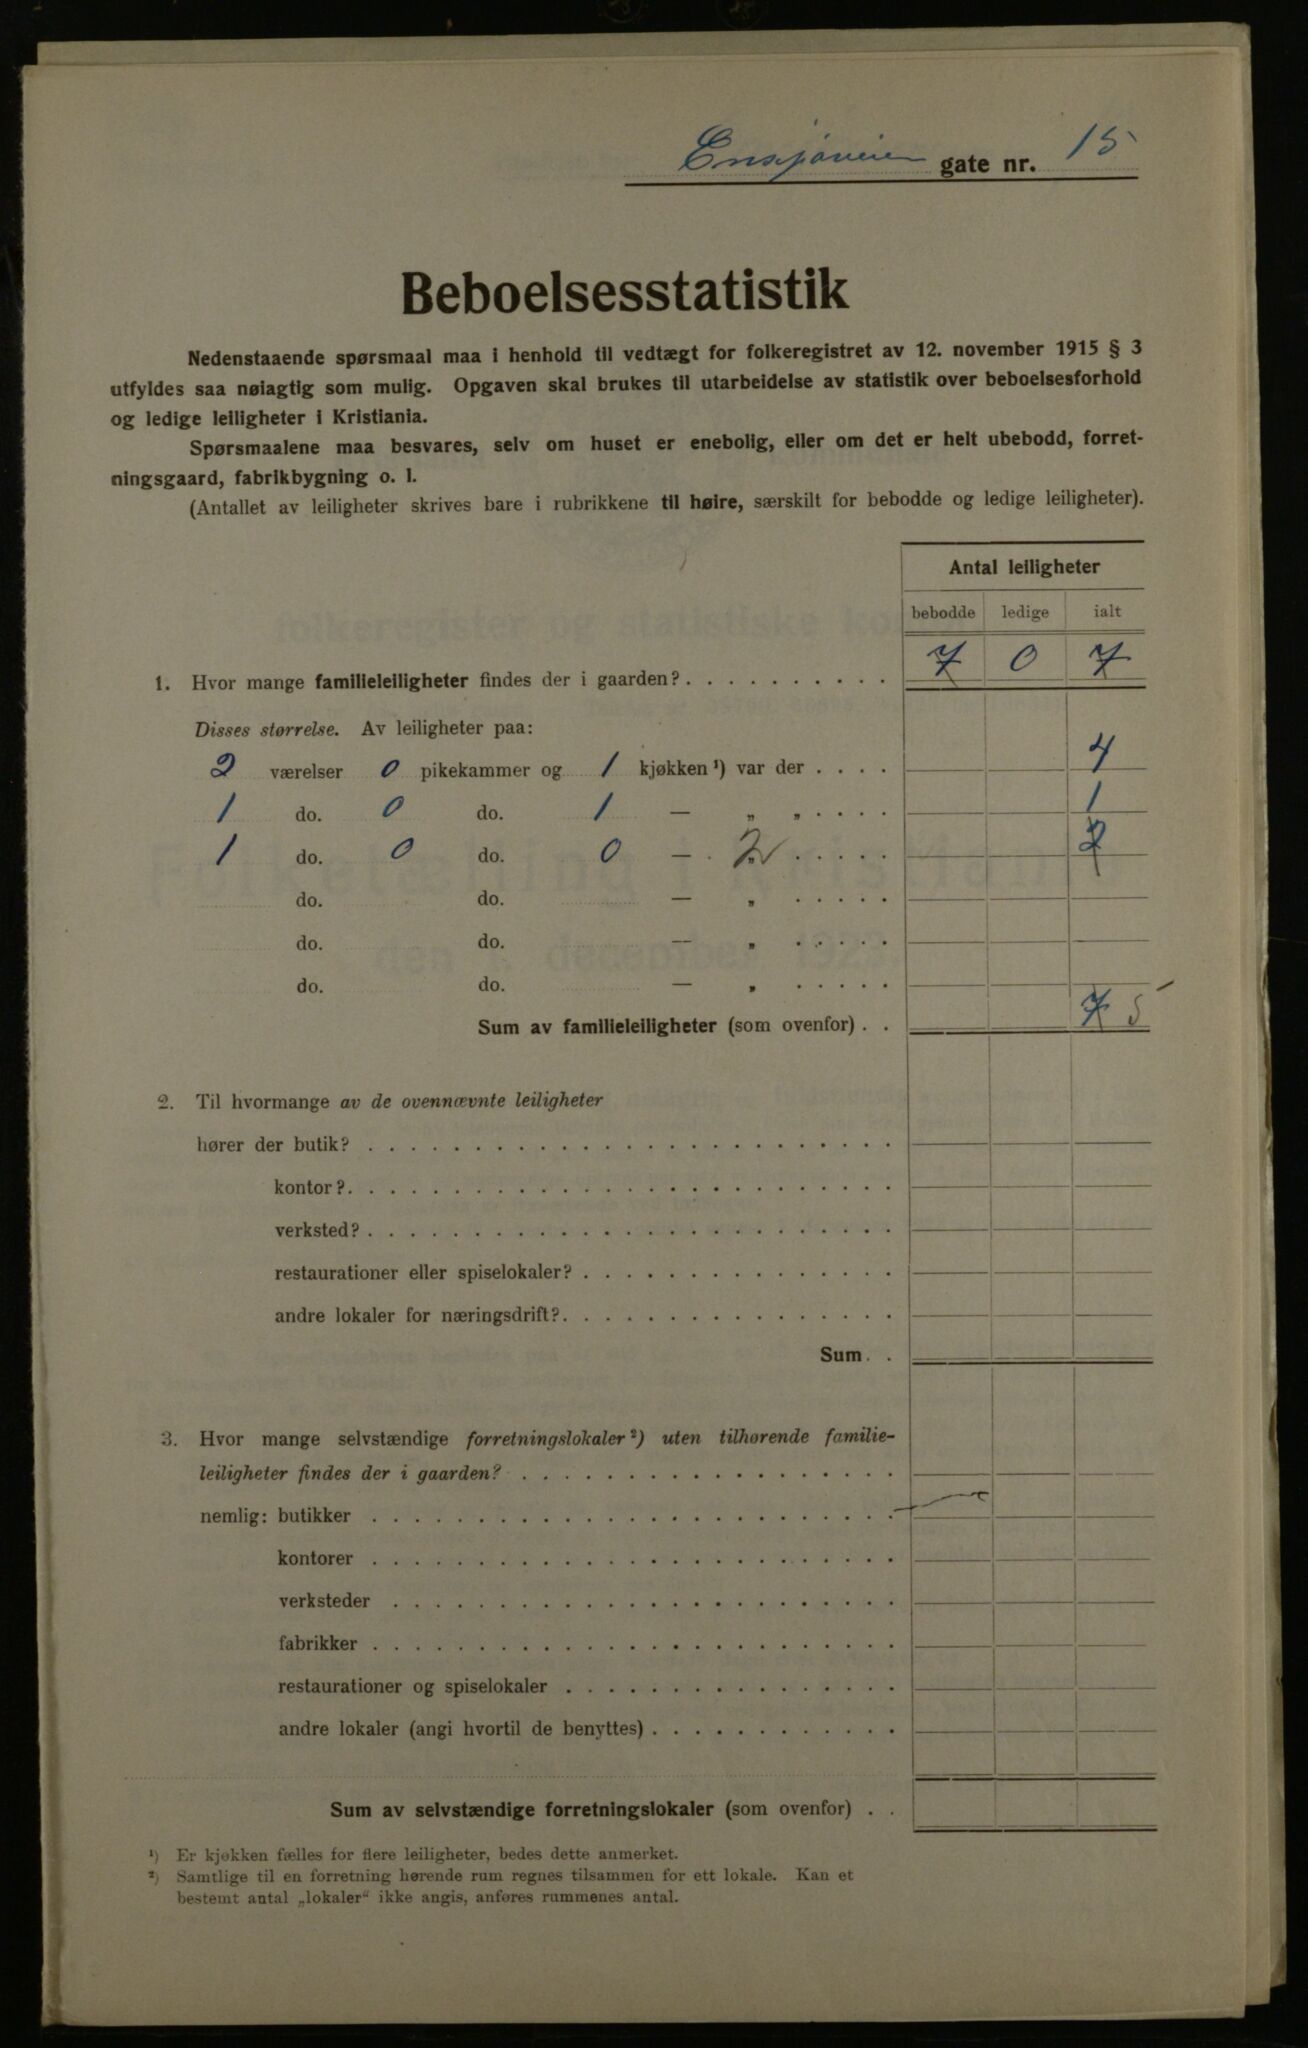 Ensjøveien gate nr. 15
Beboelsesstatistik
Nedenstaaende spørsmaal maa i henhold til vedtægt for folkeregistret av 12. november 1915 § 3
utfyldes saa nøiagtig som mulig. Opgaven skal brukes til utarbeidelse av statistik over beboelsesforhold
og ledige leiligheter i Kristiania.
Spørsmaalene maa besvares, selv om huset er enebolig, eller om det er helt ubebodd, forret-
ningsgaard, fabrikbygning o. l.
(Antallet av leiligheter skrives bare i rubrikkene til høire, særskilt for bebodde og ledige leiligheter).
Antal leiligheter
bebodde ledige ialt
1. Hvor mange familieleiligheter findes der i gaarden? . . . . . . . . . . 7 0 7
Disses størrelse. Av leiligheter paa:
2 værelser 0 pikekammer og 1 kjøkken ¹) var der . . . . 4
1 do. 0 do. 1 — „ „ . . . . . 1
1 do. 0 do. 0 — 2 . . . . . 2
do. do. — „ . . . . .
do. do. — „ . . . . .
do. do. — „ . . . . .
Sum av familieleiligheter (som ovenfor) . . 7 5
2. Til hvormange av de ovennævnte leiligheter
hører der butik? . . . . . . . . . . . . . . . . . . . .
kontor? . . . . . . . . . . . . . . . . . . . . .
verksted? . . . . . . . . . . . . . . . . . . . .
restaurationer eller spiselokaler? . . . . . . . . . . . .
andre lokaler for næringsdrift? . . . . . . . . . . . . .
Sum . .
3. Hvor mange selvstændige forretningslokaler ²) uten tilhørende familie-
leiligheter findes der i gaarden? . . . . . . . . . . . . . .
nemlig: butikker . . . . . . . . . . . . . . . . . . . .
kontorer . . . . . . . . . . . . . . . . . . . .
verksteder . . . . . . . . . . . . . . . . . . .
fabrikker . . . . . . . . . . . . . . . . . . . .
restaurationer og spiselokaler . . . . . . . . . . . . .
andre lokaler (angi hvortil de benyttes) . . . . . . . . . .
Sum av selvstændige forretningslokaler (som ovenfor) . .
¹) Er kjøkken fælles for flere leiligheter, bedes dette anmerket.
²) Samtlige til en forretning hørende rum regnes tilsammen for ett lokale. Kan et
bestemt antal „lokaler“ ikke angis, anføres rummenes antal.